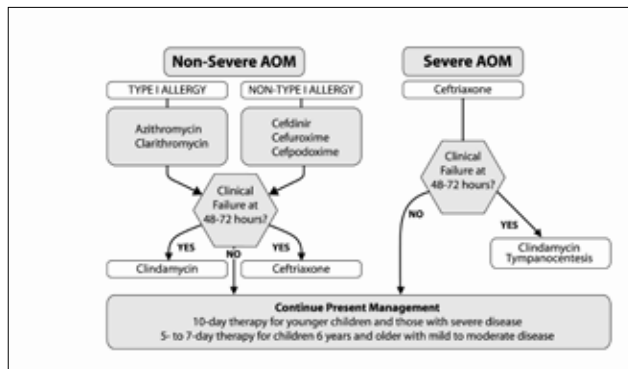 Non-Severe AOM
Severe AOM
TYPE I ALLERGY
NON-TYPE I ALLERGY
Ceftriaxone
Azithromycin
Clarithromycin
Cefdinir
Cefuroxime
Cefpodoxime
Clinical
Failure at
48-72 hours?
Clinical
Failure at
48-72 hours?
NO
YES
YES
NO
YES
Clindamycin
Ceftriaxone
Clindamycin
Tympanocentesis
Continue Present Management
10-day therapy for younger children and those with severe disease
5- to 7-day therapy for children 6 years and older with mild to moderate disease